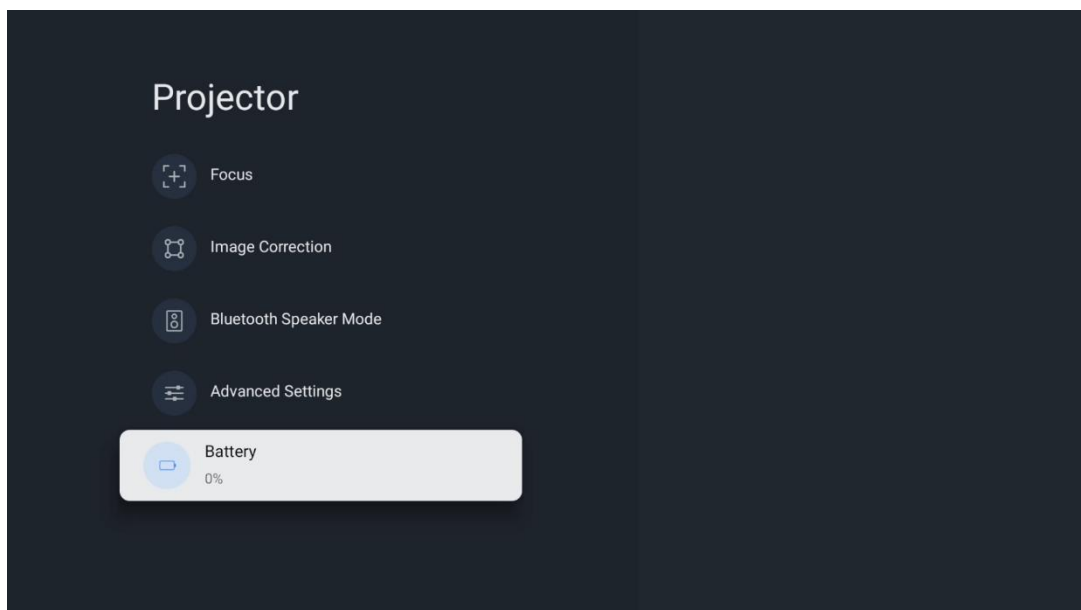 Projector
Focus
Image Correction
Bluetooth Speaker Mode
Advanced Settings
Battery
0%